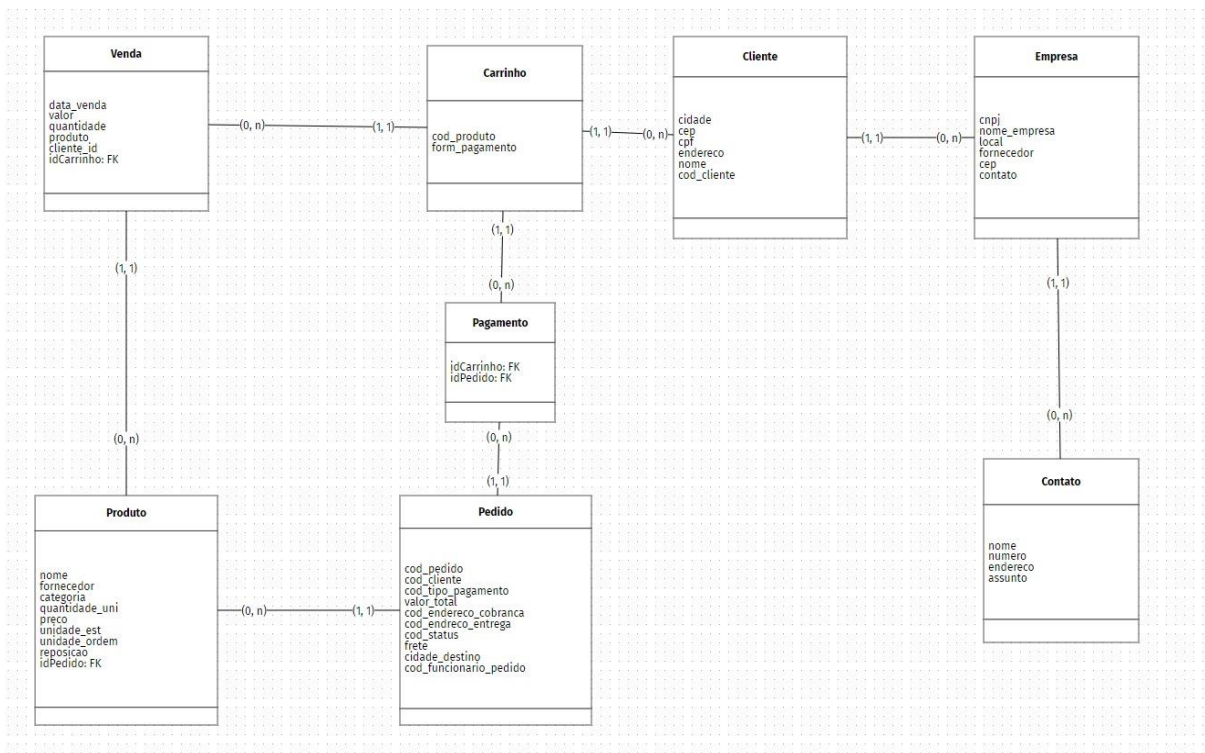 Venda
data_venda
valor
quantidade
produto
cliente_id
idCarrinho: FK
(0, n)
(1, 1)
Carrinho
cod_produto
form_pagamento
(1, 1)
(0, n)
Cliente
cidade
cep
cpf
endereco
nome
cod_cliente
(1, 1)
(0, n)
Empresa
cnpj
nome_empresa
local
fornecedor
cep
contato
(1, 1)
(0, n)
(1, 1)
(0, n)
Pagamento
idCarrinho: FK
idPedido: FK
(0, n)
(1, 1)
(1, 1)
(0, n)
Produto
nome
fornecedor
categoria
quantidade_uni
preco
unidade_est
unidade_ordem
reposicao
idPedido: FK
(0, n)
(1, 1)
Pedido
cod_pedido
cod_cliente
cod_tipo_pagamento
valor_total
cod_endereco_cobranca
cod_endreco_entrega
cod_status
frete
cidade_destino
cod_funcionario_pedido
Contato
nome
numero
endereco
assunto